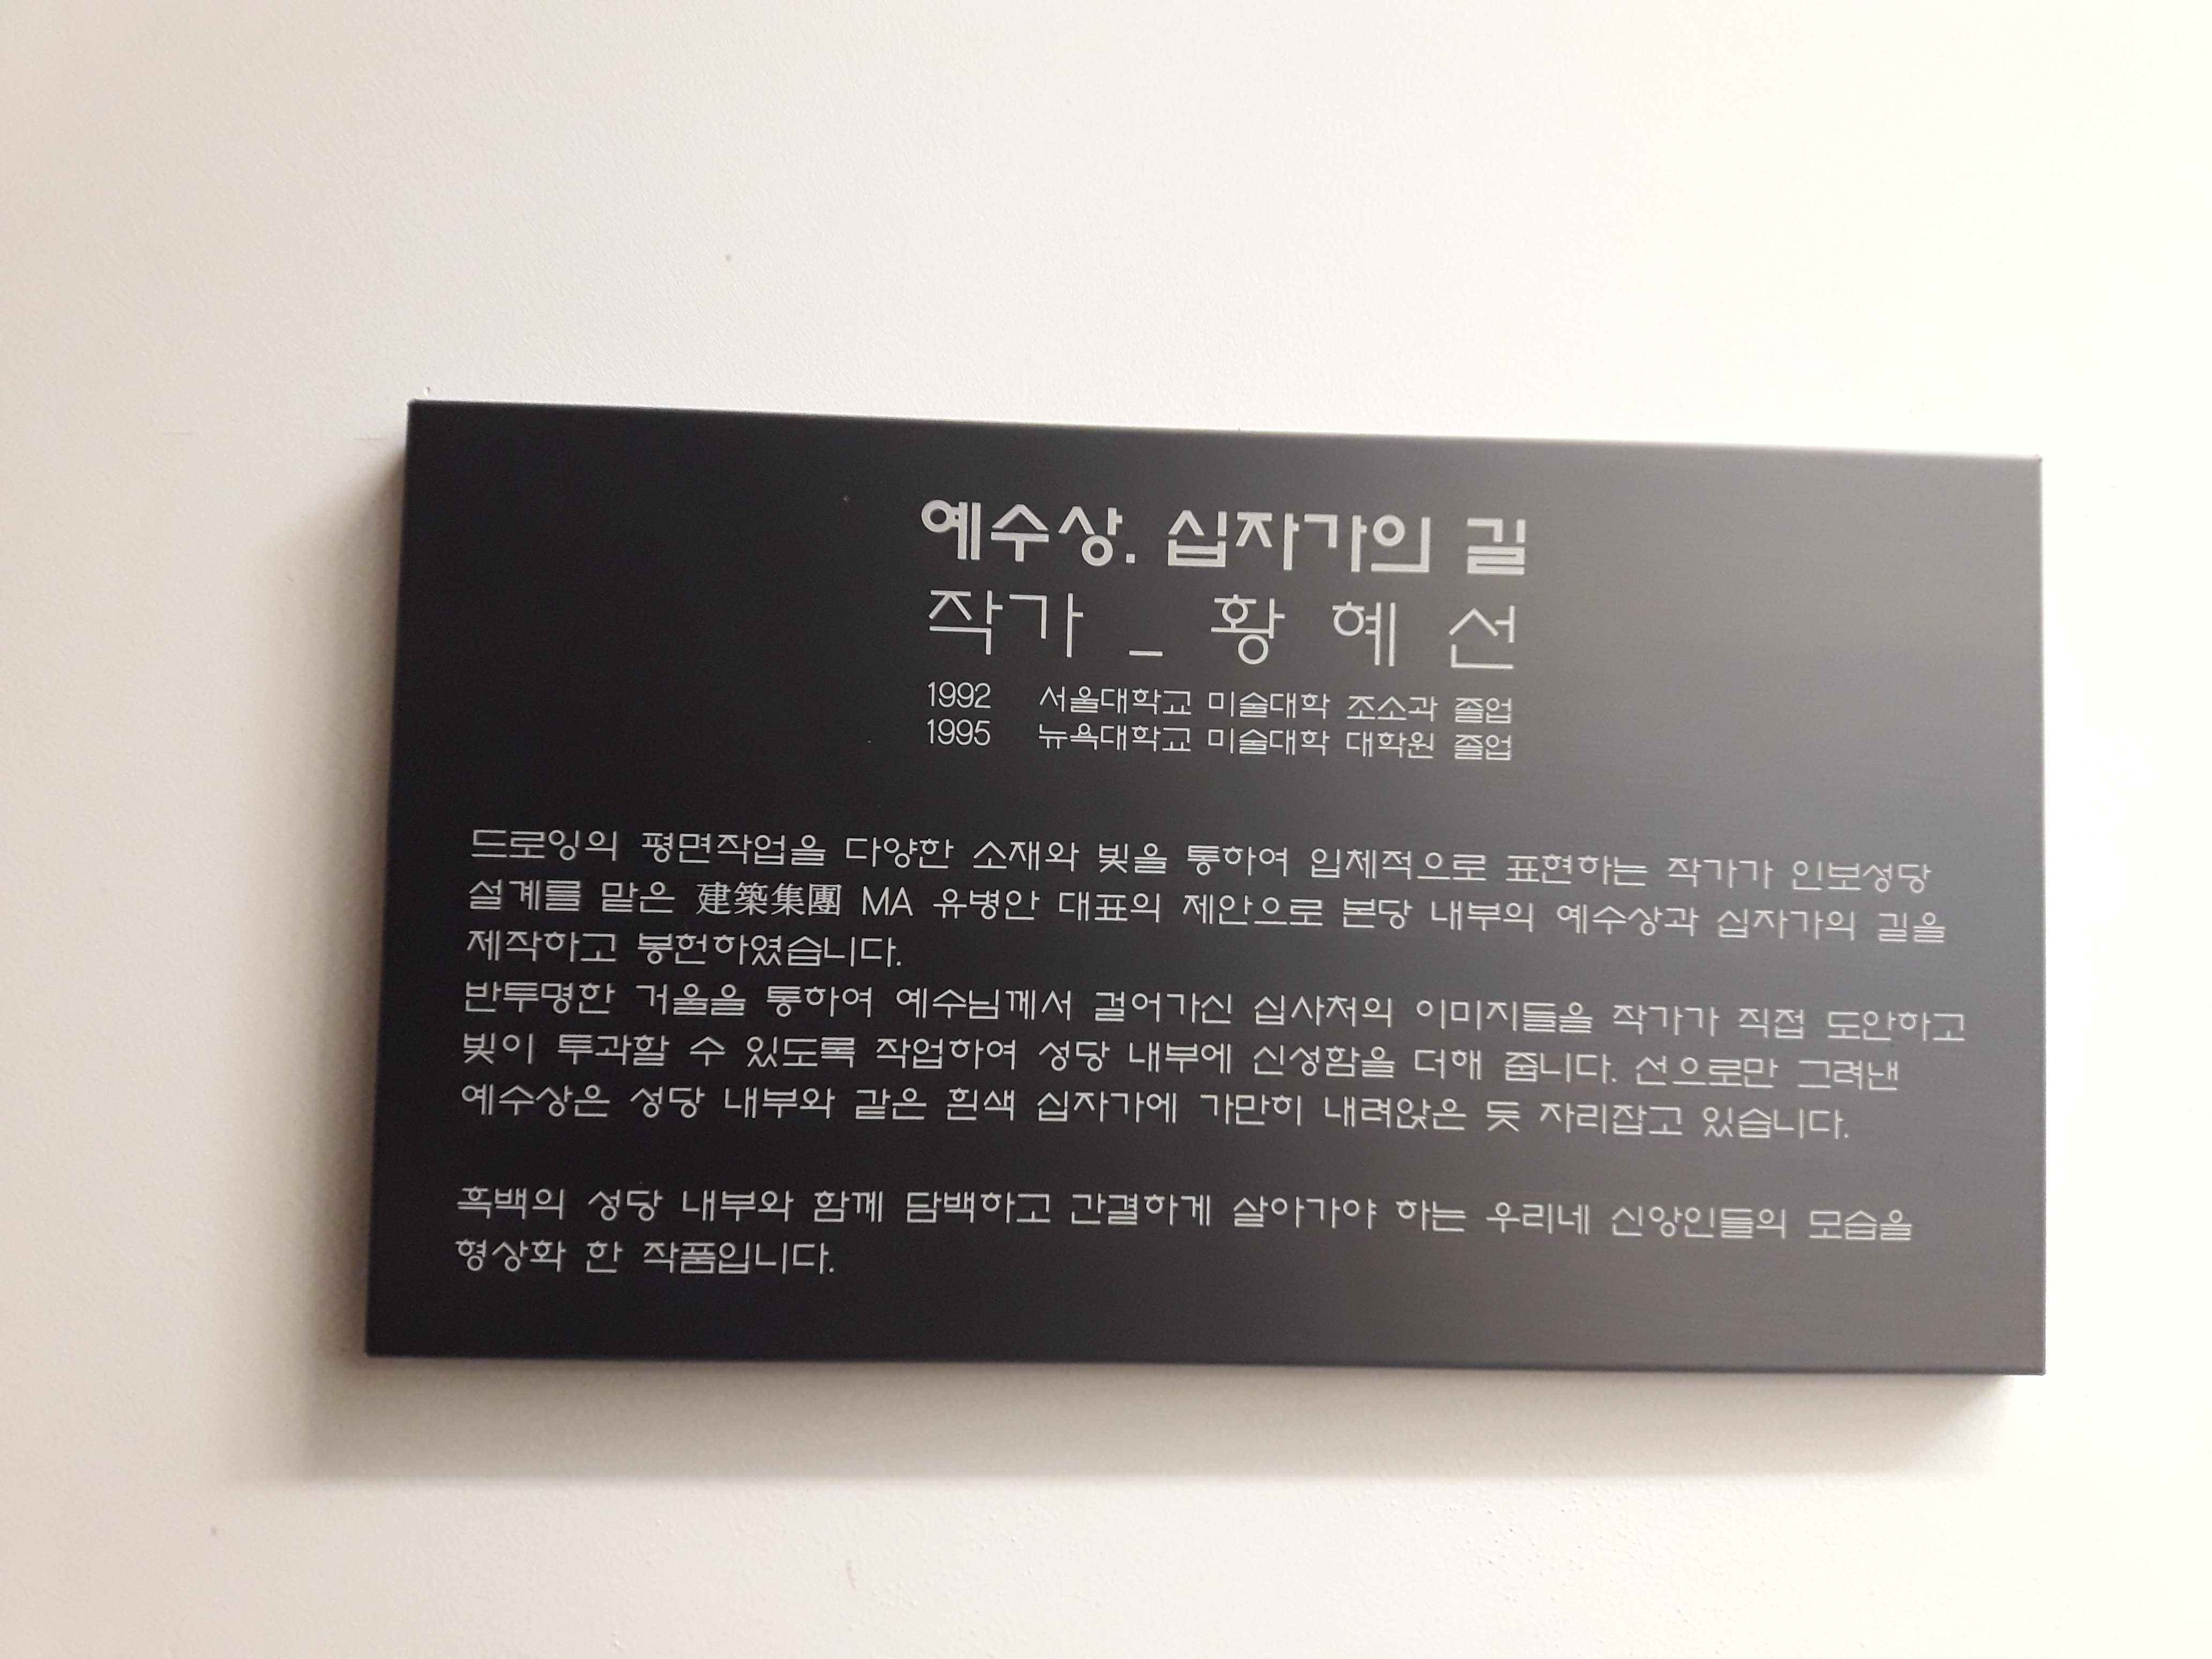 예수상. 십자가의 길
작가 _ 황 혜 선
1992 서울대학교 미술대학 조소과 졸업
1995 뉴욕대학교 미술대학 대학원 졸업
드로잉의 평면작업을 다양한 소재와 빛을 통하여 입체적으로 표현하는 작가가 인보성당
설계를 맡은 建築集團 MA 유병안 대표의 제안으로 본당 내부의 예수상과 십자가의 길을
제작하고 봉헌하였습니다.
반투명한 거울을 통하여 예수님께서 걸어가신 십사처의 이미지들을 작가가 직접 도안하고
빛이 투과할 수 있도록 작업하여 성당 내부에 신성함을 더해 줍니다. 선으로만 그려낸
예수상은 성당 내부와 같은 흰색 십자가에 가만히 내려앉은 듯 자리잡고 있습니다.
흑백의 성당 내부와 함께 담백하고 간결하게 살아가야 하는 우리네 신앙인들의 모습을
형상화 한 작품입니다.